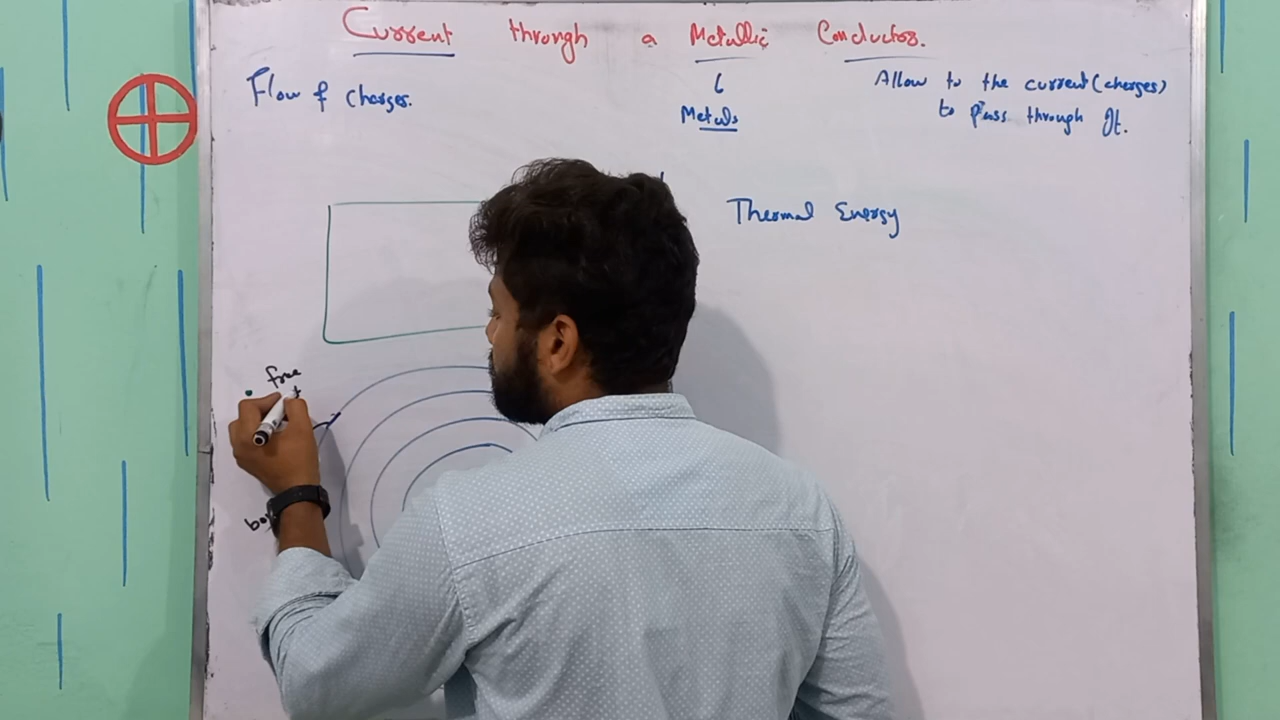 Current through a Metallic Conductor.
Flow of Charges.
Metals
Allow to the current (charges)
to Pass through It.
Thermal Energy
free